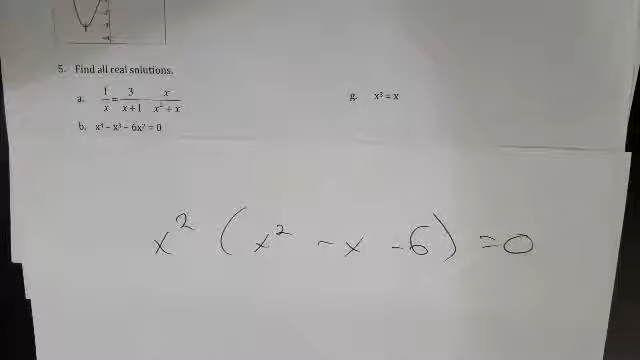 5. Find all real solutions.
a. 1/x = 3/(x+1) x/(x²+x)
g. x³ = x
b. x⁴ - x³ - 6x² = 0
x² (x² - x - 6) = 0